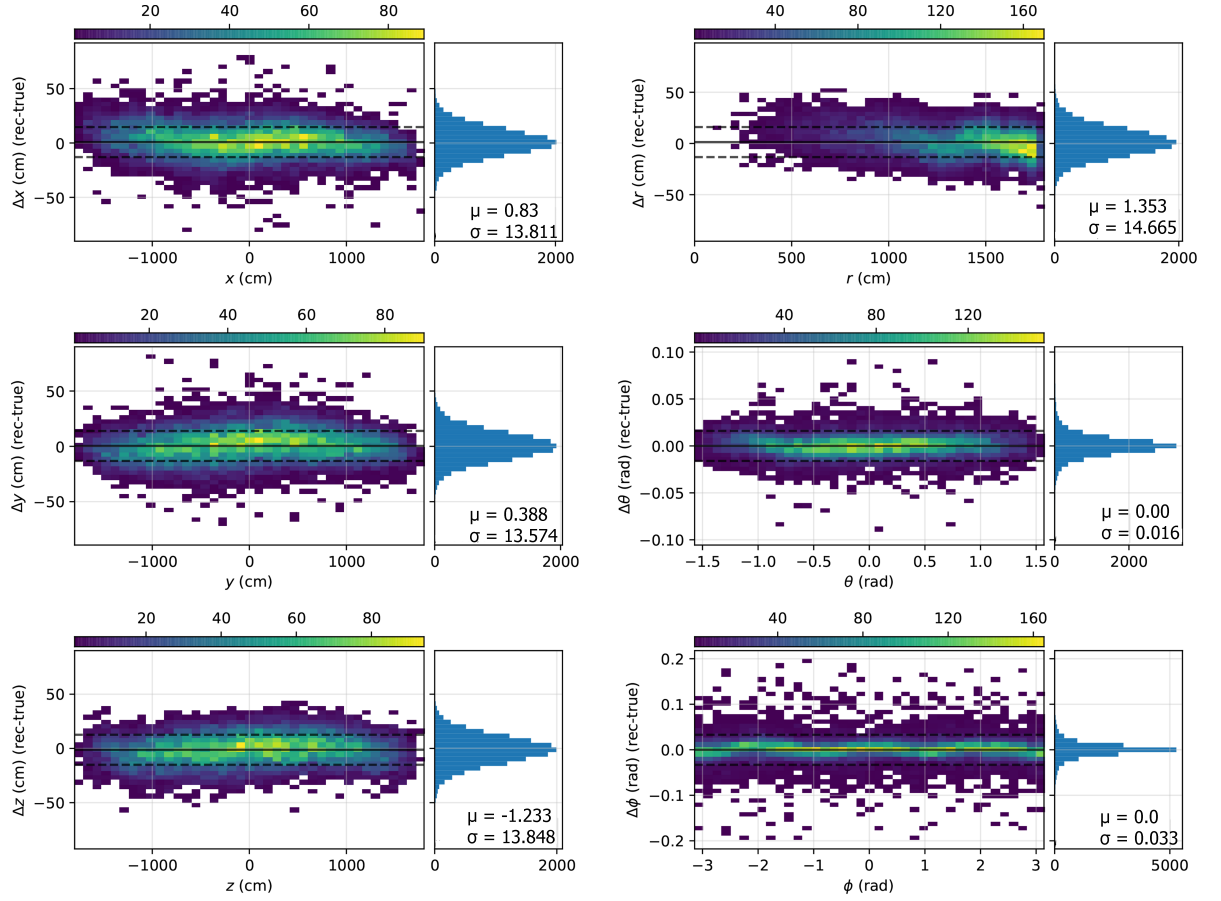 20 40 60 80
50
0
−50
Δx (cm) (rec-true)
μ = 0.83
σ = 13.811
−1000 0 1000
0 2000
x (cm)
40 80 120 160
50
0
−50
Δr (cm) (rec-true)
μ = 1.353
σ = 14.665
0 500 1000 1500
0 1000 2000
r (cm)
20 40 60 80
50
0
−50
Δy (cm) (rec-true)
μ = 0.388
σ = 13.574
−1000 0 1000
0 2000
y (cm)
40 80 120
0.10
0.05
0.00
−0.05
−0.10
Δθ (rad) (rec-true)
μ = 0.00
σ = 0.016
−1.5 −1.0 −0.5 0.0 0.5 1.0 1.5
0 2000
θ (rad)
20 40 60 80
50
0
−50
Δz (cm) (rec-true)
μ = -1.233
σ = 13.848
−1000 0 1000
0 2000
z (cm)
40 80 120 160
0.2
0.1
0.0
−0.1
−0.2
Δϕ (rad) (rec-true)
μ = 0.0
σ = 0.033
−3 −2 −1 0 1 2 3
0 5000
ϕ (rad)